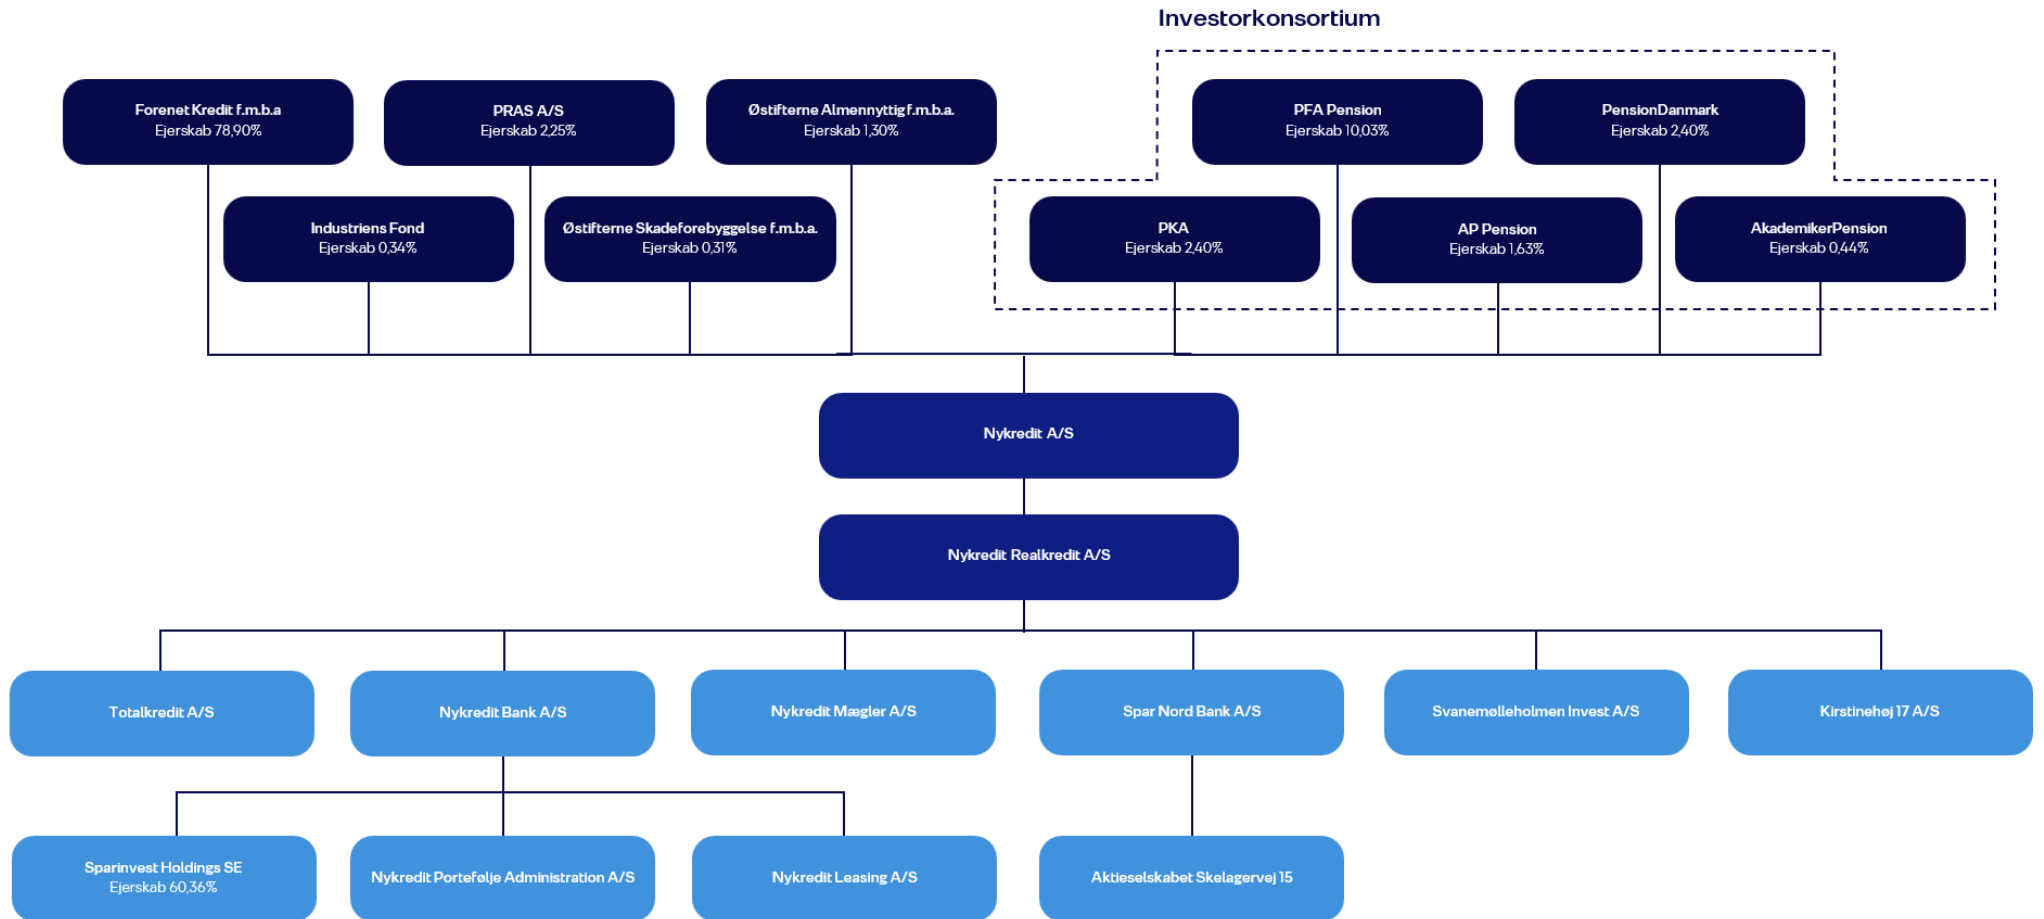 Investorkonsortium
Forenet Kredit f.m.b.a
Ejerskab 78,90%
PRAS A/S
Ejerskab 2,25%
Østifterne Almennyttig f.m.b.a.
Ejerskab 1,30%
PFA Pension
Ejerskab 10,03%
PensionDanmark
Ejerskab 2,40%
Industriens Fond
Ejerskab 0,34%
Østifterne Skadeforebyggelse f.m.b.a.
Ejerskab 0,31%
PKA
Ejerskab 2,40%
AP Pension
Ejerskab 1,63%
AkademikerPension
Ejerskab 0,44%
Nykredit A/S
Nykredit Realkredit A/S
Totalkredit A/S
Nykredit Bank A/S
Nykredit Mægler A/S
Spar Nord Bank A/S
Svanemølleholmen Invest A/S
Kirstinehøj 17 A/S
Sparinvest Holdings SE
Ejerskab 60,36%
Nykredit Portefølje Administration A/S
Nykredit Leasing A/S
Aktieselskabet Skelagervej 15